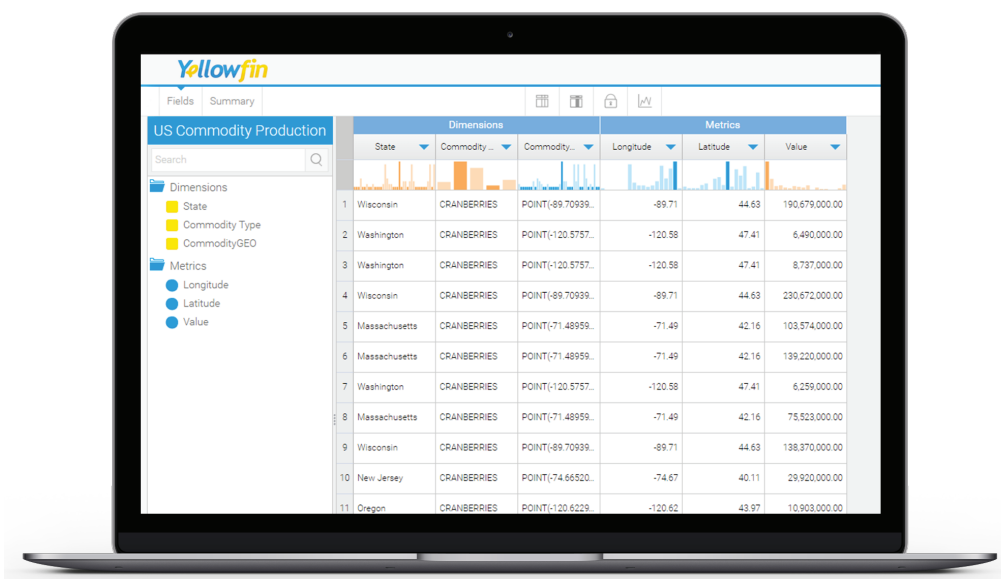 Yellowfin
Fields Summary
US Commodity Production
Search
Dimensions
State
Commodity Type
CommodityGEO
Metrics
Longitude
Latitude
Value
Dimensions Metrics
State Commodity ... Commodity... Longitude Latitude Value
1 Wisconsin CRANBERRIES POINT(-89.70939... -89.71 44.63 190,679,000.00
2 Washington CRANBERRIES POINT(-120.5757... -120.58 47.41 6,490,000.00
3 Washington CRANBERRIES POINT(-120.5757... -120.58 47.41 8,737,000.00
4 Wisconsin CRANBERRIES POINT(-89.70939... -89.71 44.63 230,672,000.00
5 Massachusetts CRANBERRIES POINT(-71.48959... -71.49 42.16 103,574,000.00
6 Massachusetts CRANBERRIES POINT(-71.48959... -71.49 42.16 139,220,000.00
7 Washington CRANBERRIES POINT(-120.5757... -120.58 47.41 6,259,000.00
8 Massachusetts CRANBERRIES POINT(-71.48959... -71.49 42.16 75,523,000.00
9 Wisconsin CRANBERRIES POINT(-89.70939... -89.71 44.63 138,370,000.00
10 New Jersey CRANBERRIES POINT(-74.66520... -74.67 40.11 29,920,000.00
11 Oregon CRANBERRIES POINT(-120.6229... -120.62 43.97 10,903,000.00